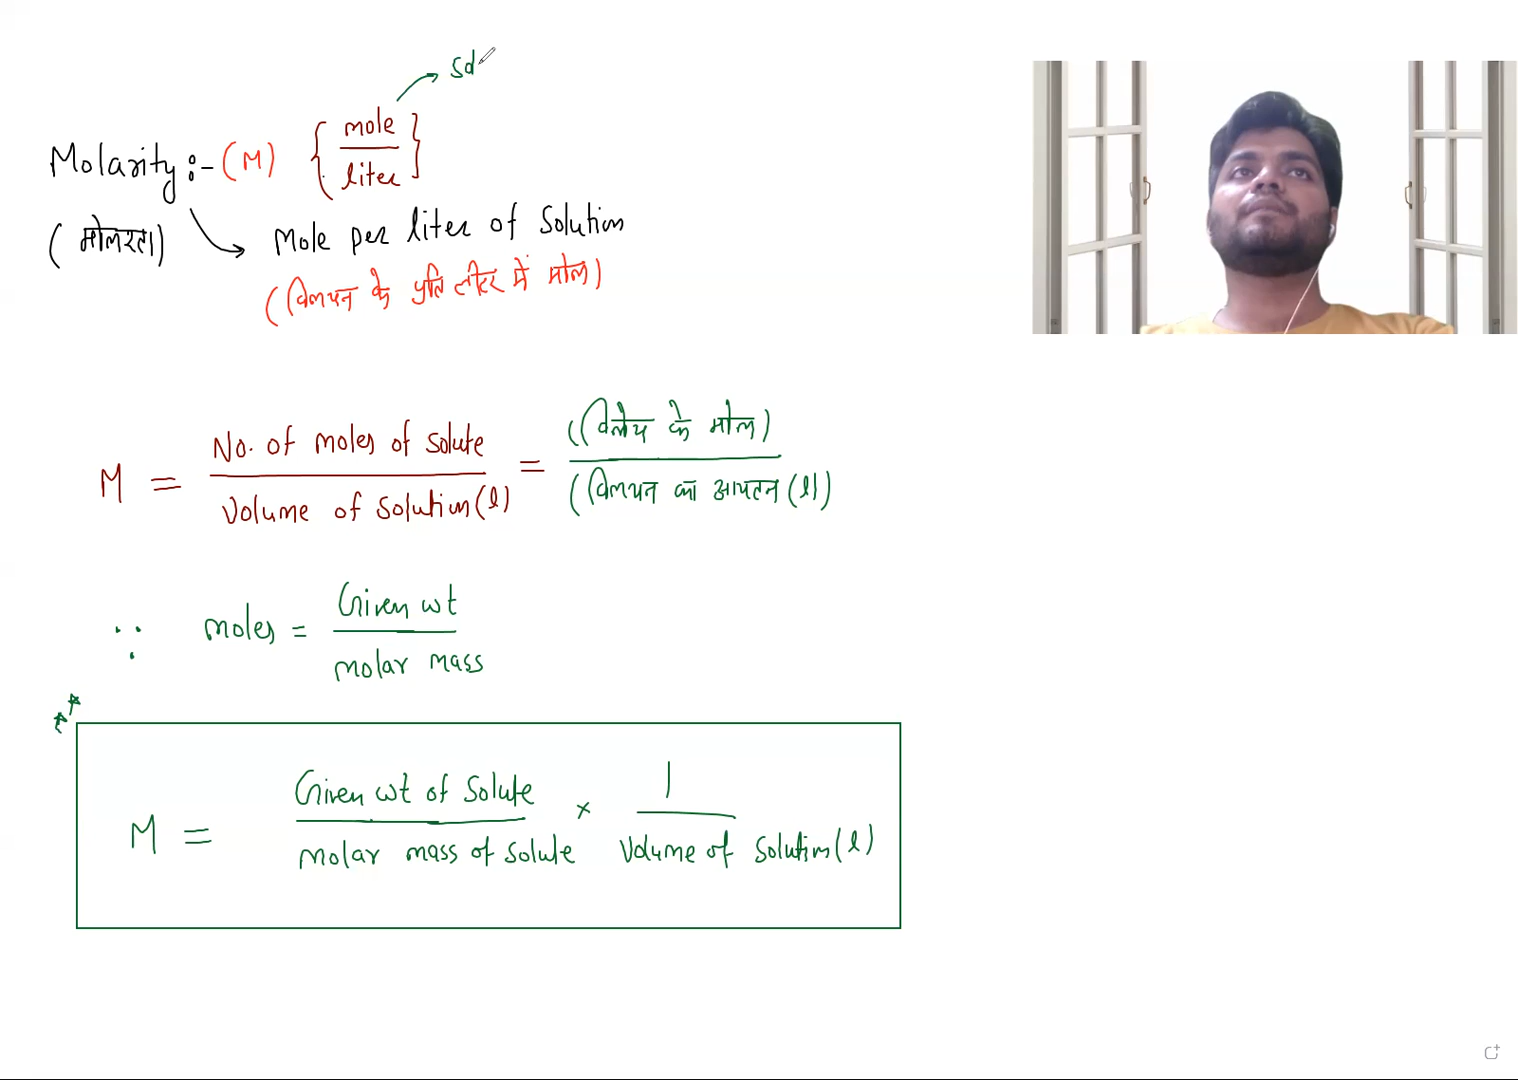 sol
Molarity :- (M) { mole / liter }
(मोलरता)
Mole per liter of Solution
(विलयन के प्रति लीटर में मोल)
M = No. of moles of solute / Volume of Solution(l) = ((विलेय के मोल) / (विलयन का आयतन (l))
∵ moles = Given wt / molar mass
M = Given wt of Solute / molar mass of Solute × 1 / Volume of Solution(l)